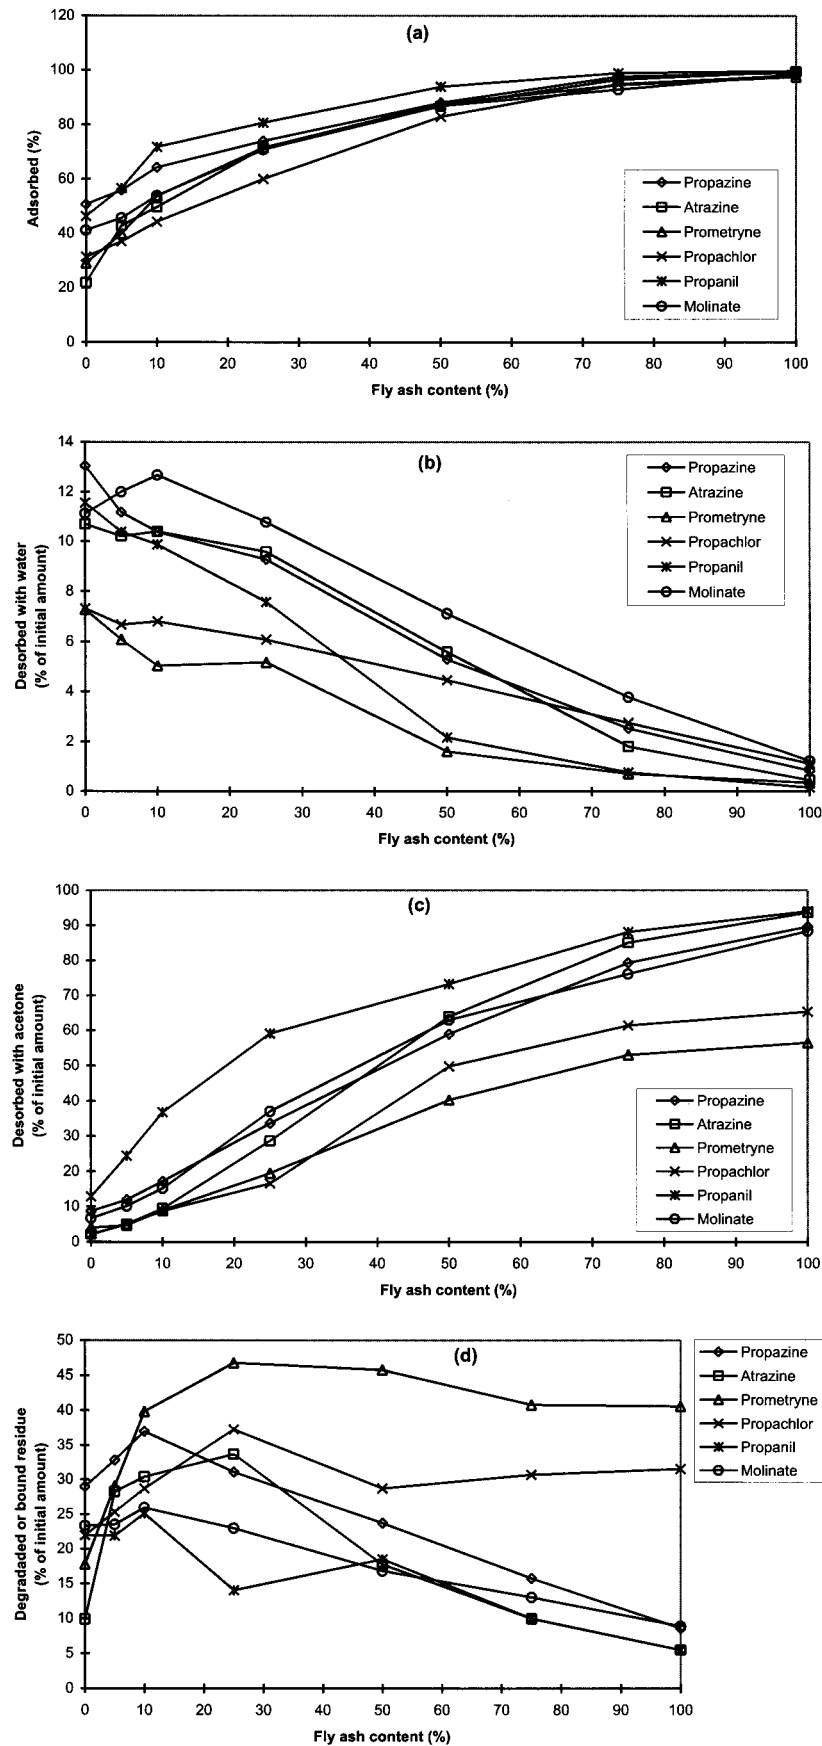 (a)
Adsorbed (%)
120
100
80
60
40
20
0
Propazine
Atrazine
Prometryne
Propachlor
Propanil
Molinate
0 10 20 30 40 50 60 70 80 90 100
Fly ash content (%)
(b)
Desorbed with water
(% of initial amount)
14
12
10
8
6
4
2
0
Propazine
Atrazine
Prometryne
Propachlor
Propanil
Molinate
0 10 20 30 40 50 60 70 80 90 100
Fly ash content (%)
(c)
Desorbed with acetone
(% of initial amount)
100
90
80
70
60
50
40
30
20
10
0
Propazine
Atrazine
Prometryne
Propachlor
Propanil
Molinate
0 10 20 30 40 50 60 70 80 90 100
Fly ash content (%)
(d)
Degradaded or bound residue
(% of initial amount)
50
45
40
35
30
25
20
15
10
5
0
Propazine
Atrazine
Prometryne
Propachlor
Propanil
Molinate
0 10 20 30 40 50 60 70 80 90 100
Fly ash content (%)